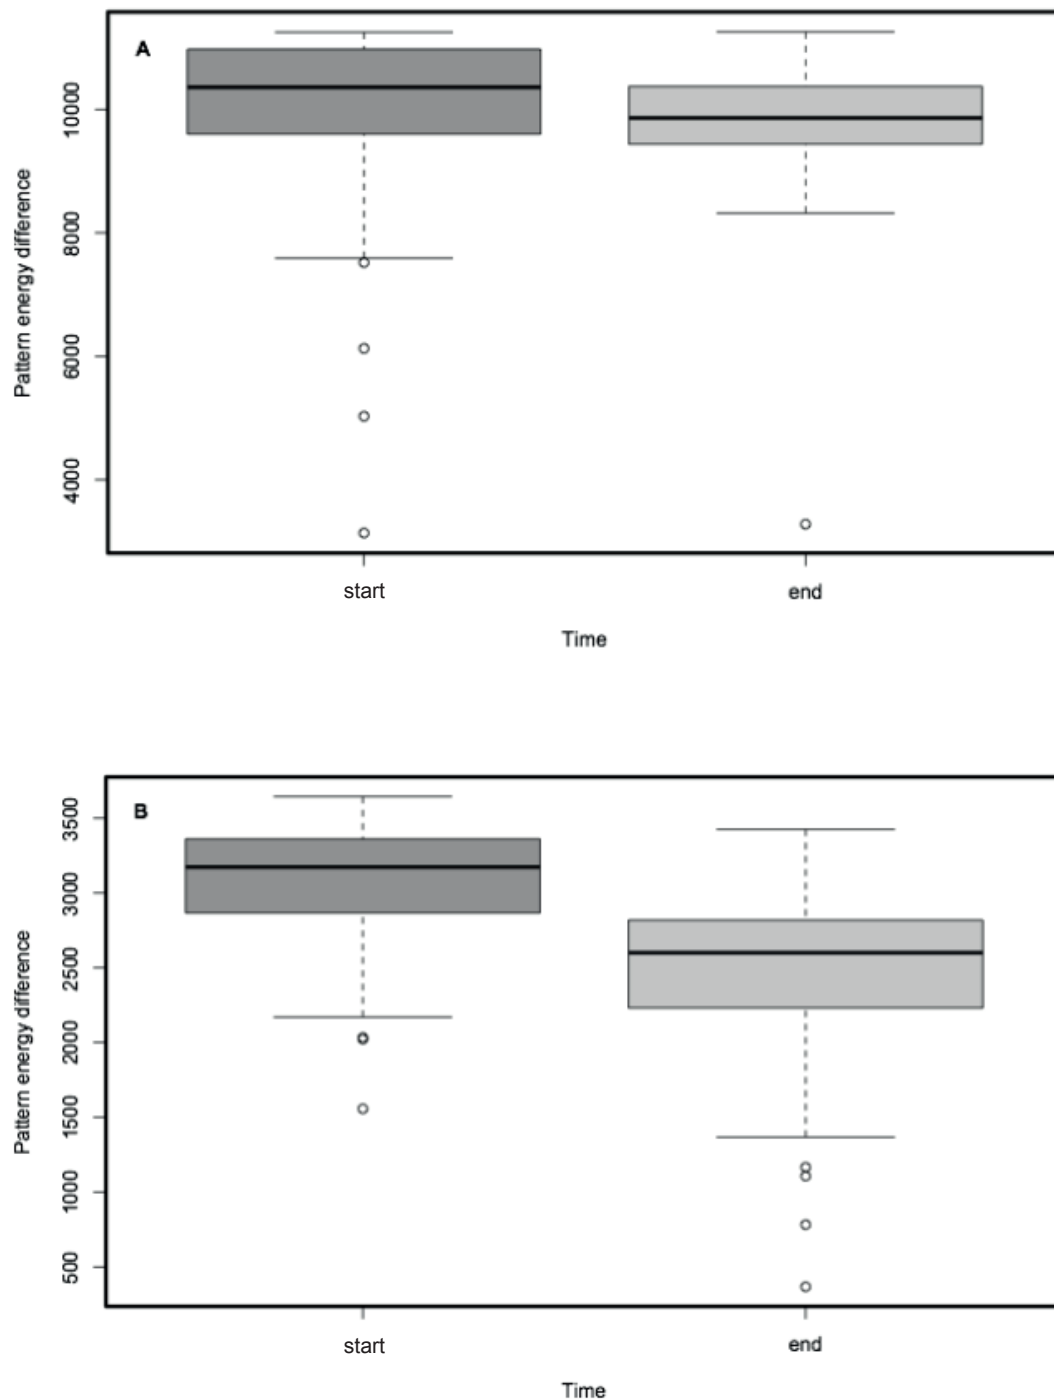 A
Pattern energy difference
10000
8000
6000
4000
start
end
Time
B
Pattern energy difference
3500
3000
2500
2000
1500
1000
500
start
end
Time